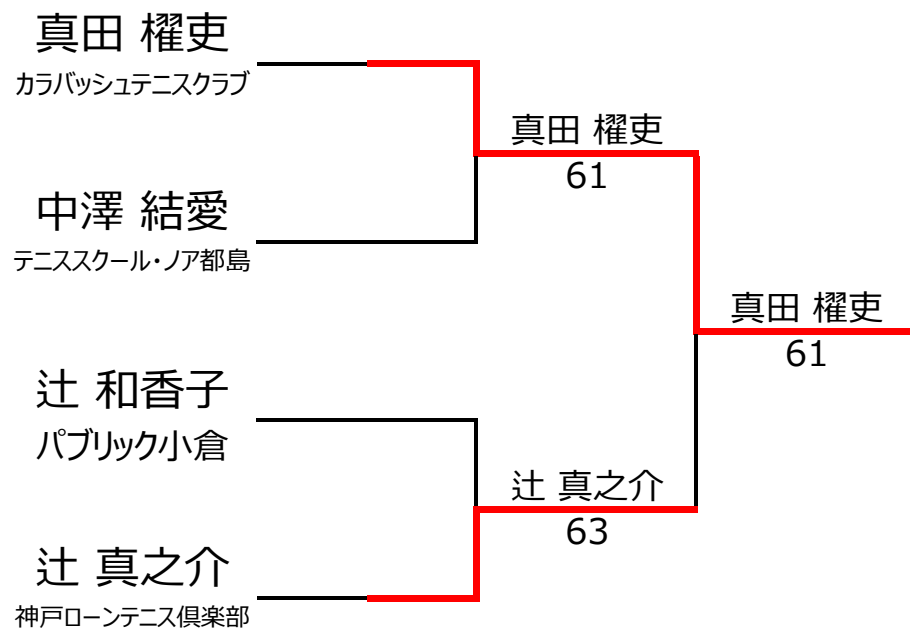 真田 櫂吏
カラバッシュテニスクラブ
真田 櫂吏
61
中澤 結愛
テニススクール・ノア都島
真田 櫂吏
61
辻 和香子
パブリック小倉
辻 真之介
63
辻 真之介
神戸ローンテニス倶楽部